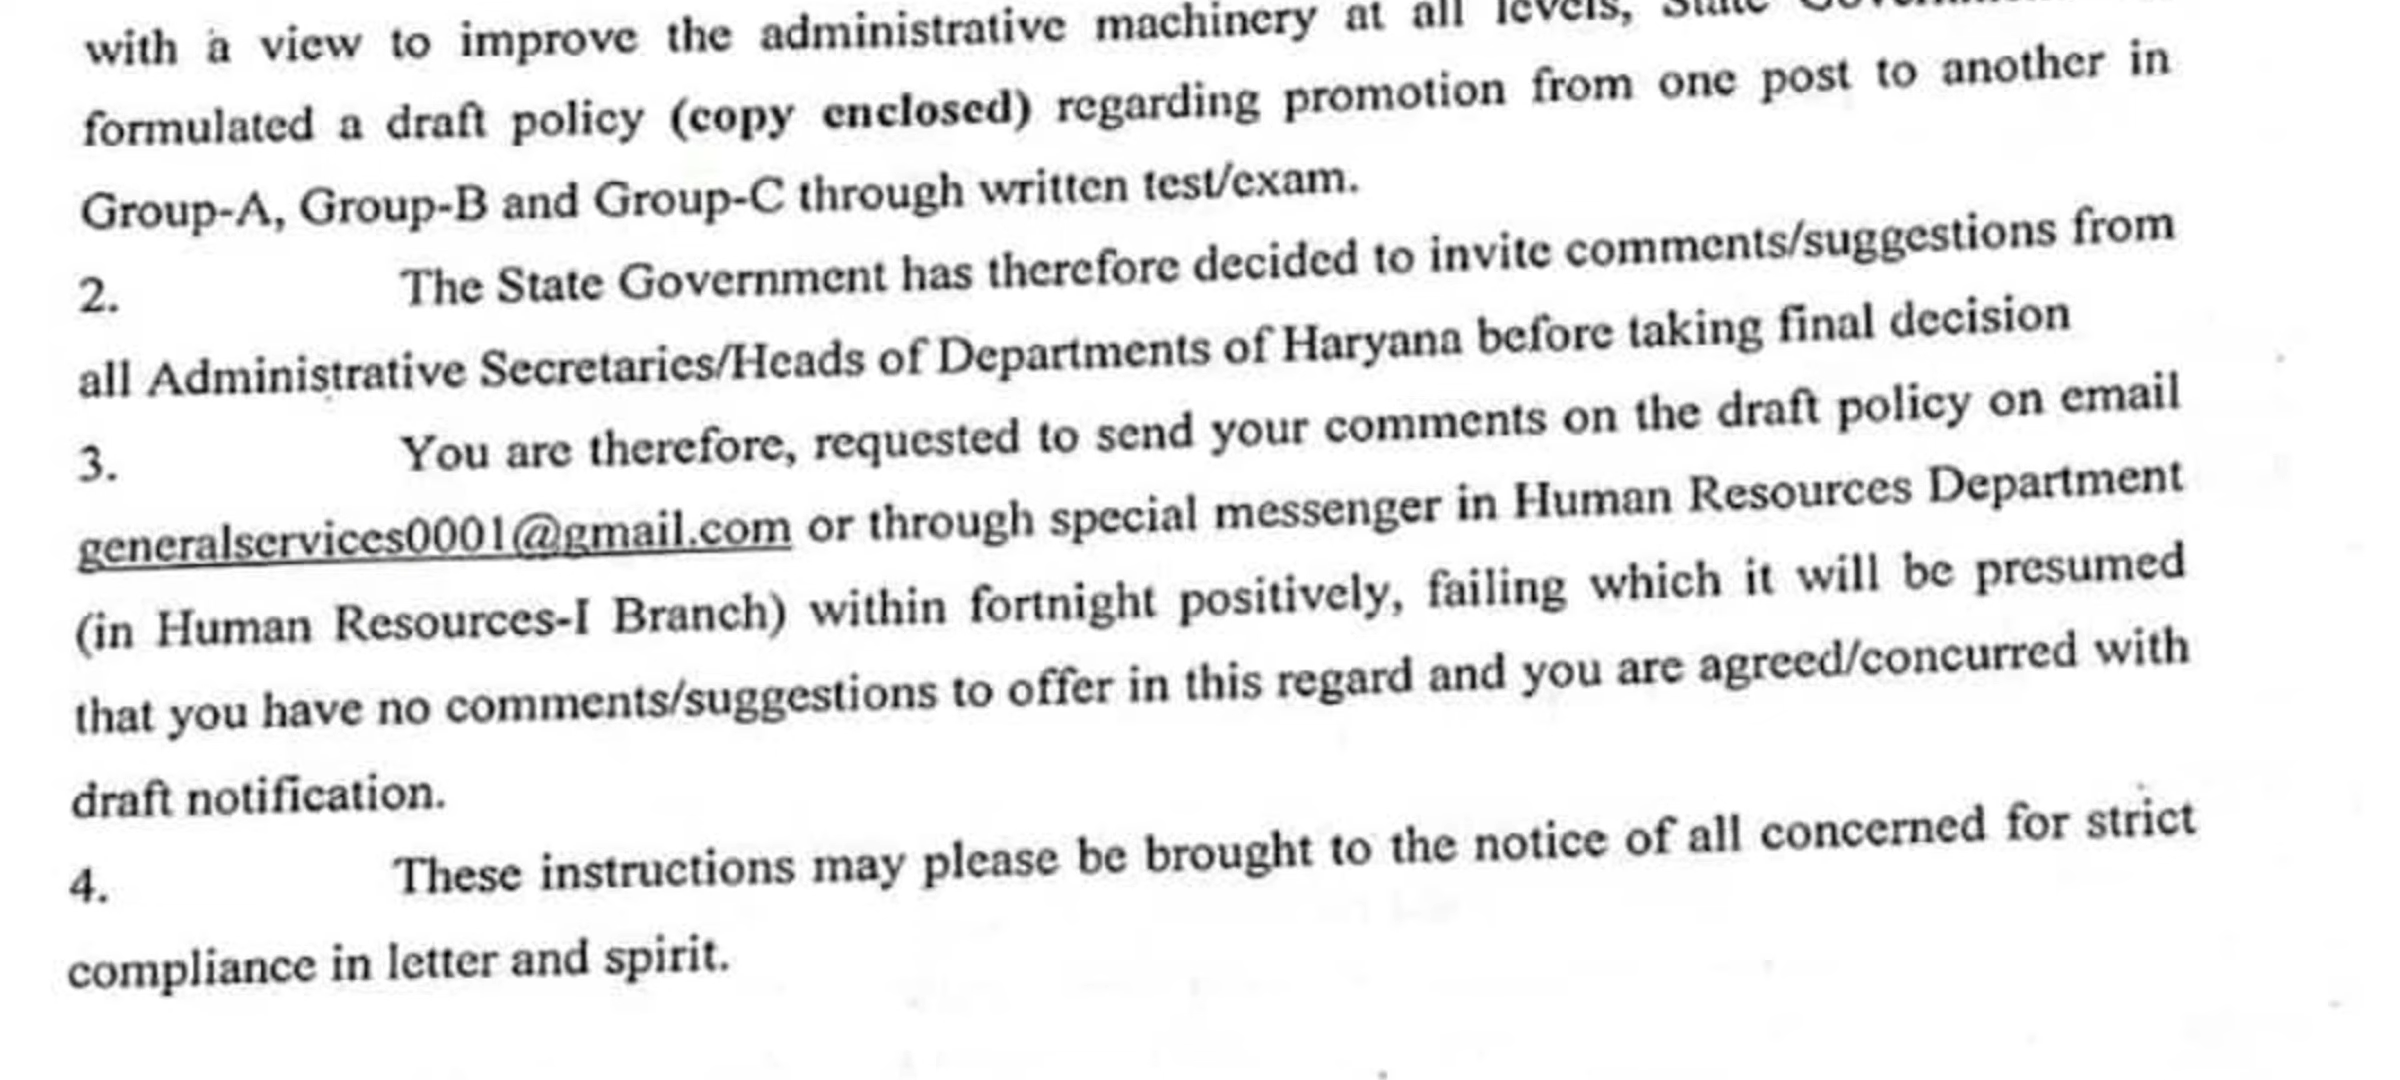 with a view to improve the administrative machinery at all levels, State
formulated a draft policy (copy enclosed) regarding promotion from one post to another in
Group-A, Group-B and Group-C through written test/exam.
2. The State Government has therefore decided to invite comments/suggestions from
all Administrative Secretaries/Heads of Departments of Haryana before taking final decision
3. You are therefore, requested to send your comments on the draft policy on email
generalservices0001@gmail.com or through special messenger in Human Resources Department
(in Human Resources-I Branch) within fortnight positively, failing which it will be presumed
that you have no comments/suggestions to offer in this regard and you are agreed/concurred with
draft notification.
4. These instructions may please be brought to the notice of all concerned for strict
compliance in letter and spirit.